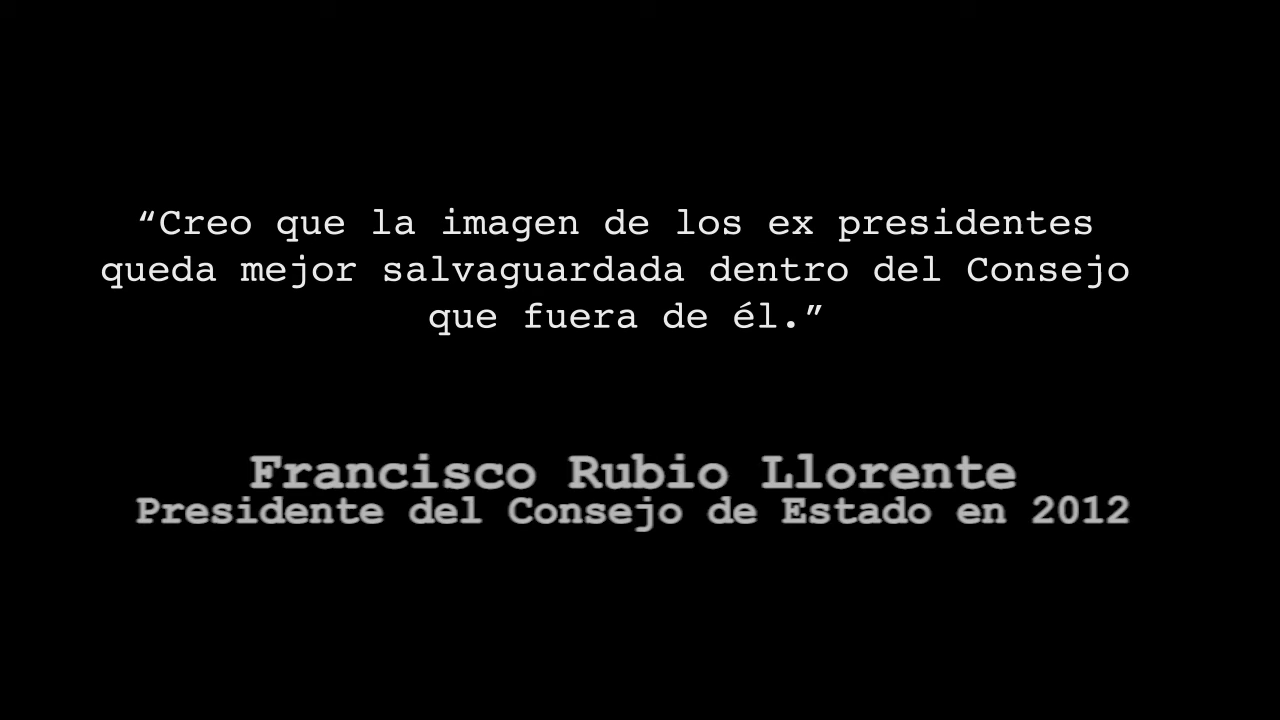 “Creo que la imagen de los ex presidentes
queda mejor salvaguardada dentro del Consejo
que fuera de él.”
Francisco Rubio Llorente
Presidente del Consejo de Estado en 2012